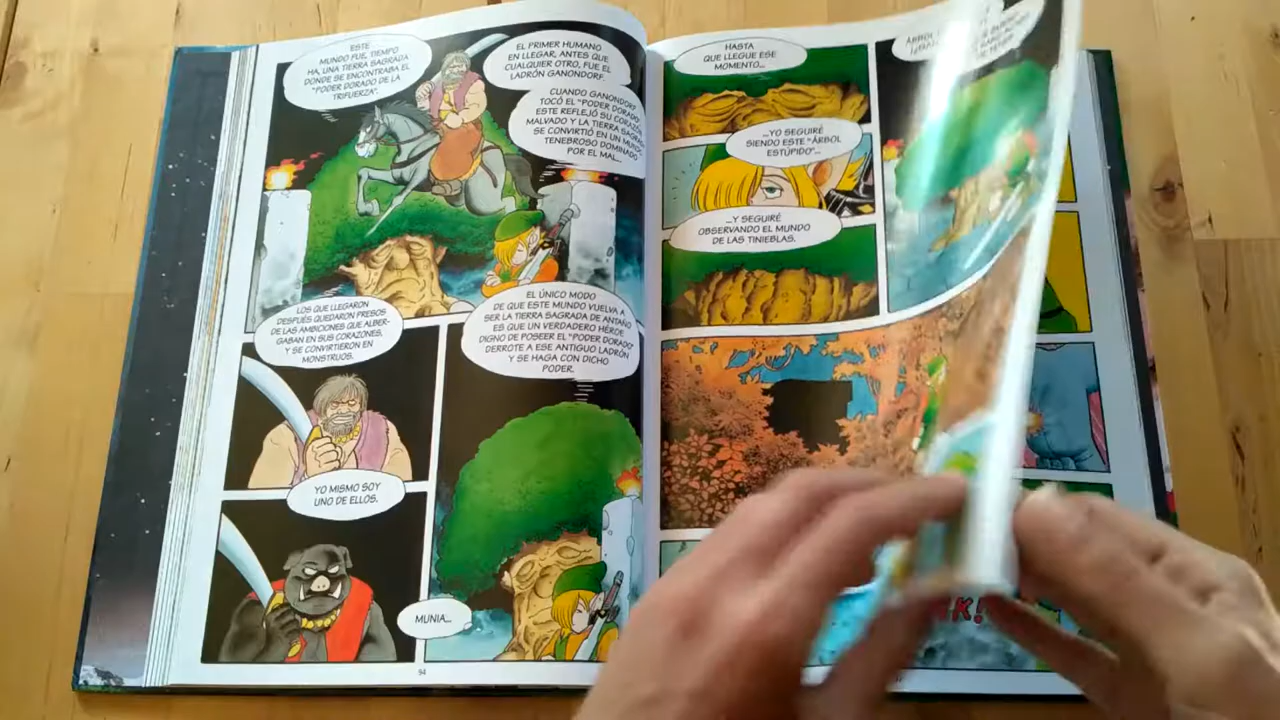 ESTE
MUNDO FUE, TIEMPO
HA, UNA TIERRA SAGRADA
DONDE SE ENCONTRABA EL
"PODER DORADO DE LA
TRIFUERZA".
EL PRIMER HUMANO
EN LLEGAR, ANTES QUE
CUALQUIER OTRO, FUE EL
LADRÓN GANONDORF.
CUANDO GANONDORF
TOCÓ EL "PODER DORADO"
ESTE REFLEJÓ SU CORAZÓN
MALVADO Y LA TIERRA SAGRADA
SE CONVIRTIÓ EN UN MUNDO
TENEBROSO DOMINADO
POR EL MAL...
LOS QUE LLEGARON
DESPUÉS QUEDARON PRESOS
DE LAS AMBICIONES QUE ALBER-
GABAN EN SUS CORAZONES,
Y SE CONVIRTIERON EN
MONSTRUOS.
EL ÚNICO MODO
DE QUE ESTE MUNDO VUELVA A
SER LA TIERRA SAGRADA DE ANTAÑO
ES QUE UN VERDADERO HÉROE
DIGNO DE POSEER EL "PODER DORADO"
DERROTE A ESE ANTIGUO LADRÓN
Y SE HAGA CON DICHO
PODER.
YO MISMO SOY
UNO DE ELLOS.
MUNIA...
94
HASTA
QUE LLEGUE ESE
MOMENTO...
...YO SEGUIRÉ
SIENDO ESTE "ÁRBOL
ESTÚPIDO"...
...Y SEGUIRÉ
OBSERVANDO EL MUNDO
DE LAS TINIEBLAS.